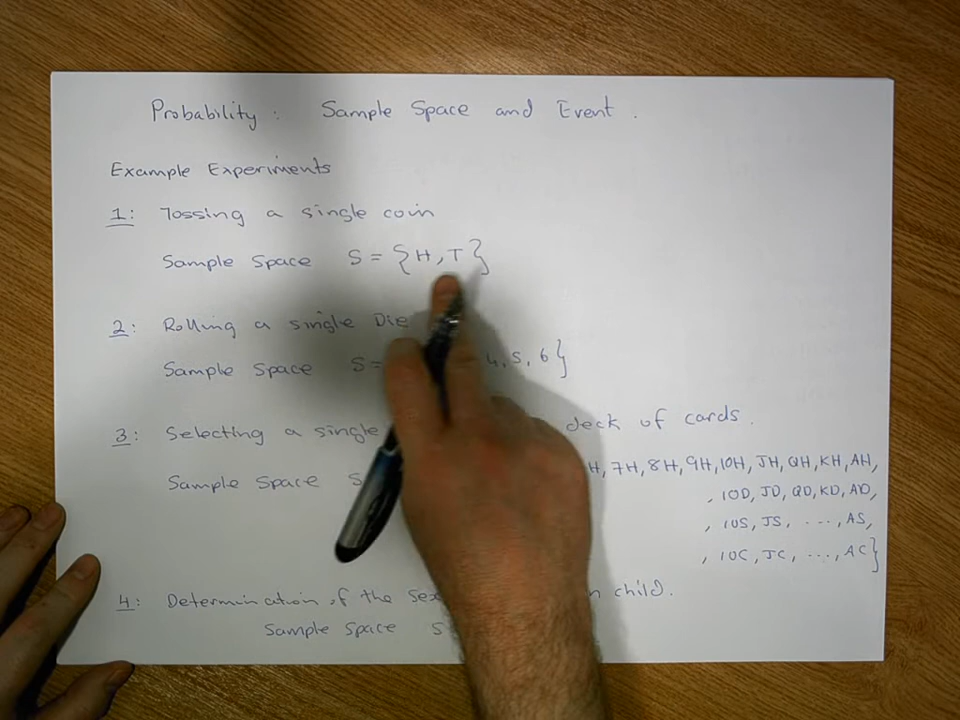 Probability : Sample Space and Event .
Example Experiments
1: Tossing a single coin
Sample Space S = {H, T}
2: Rolling a single Die
Sample Space S = 4, 5, 6}
3: Selecting a single deck of cards.
Sample Space S H, 7H, 8H, 9H, 10H, JH, QH, KH, AH,
, 10D, JD, QD, KD, AD,
, 10S, JS, ..., AS,
, 10C, JC, ..., AC}
4: Determination of the sex n child.
Sample Space S